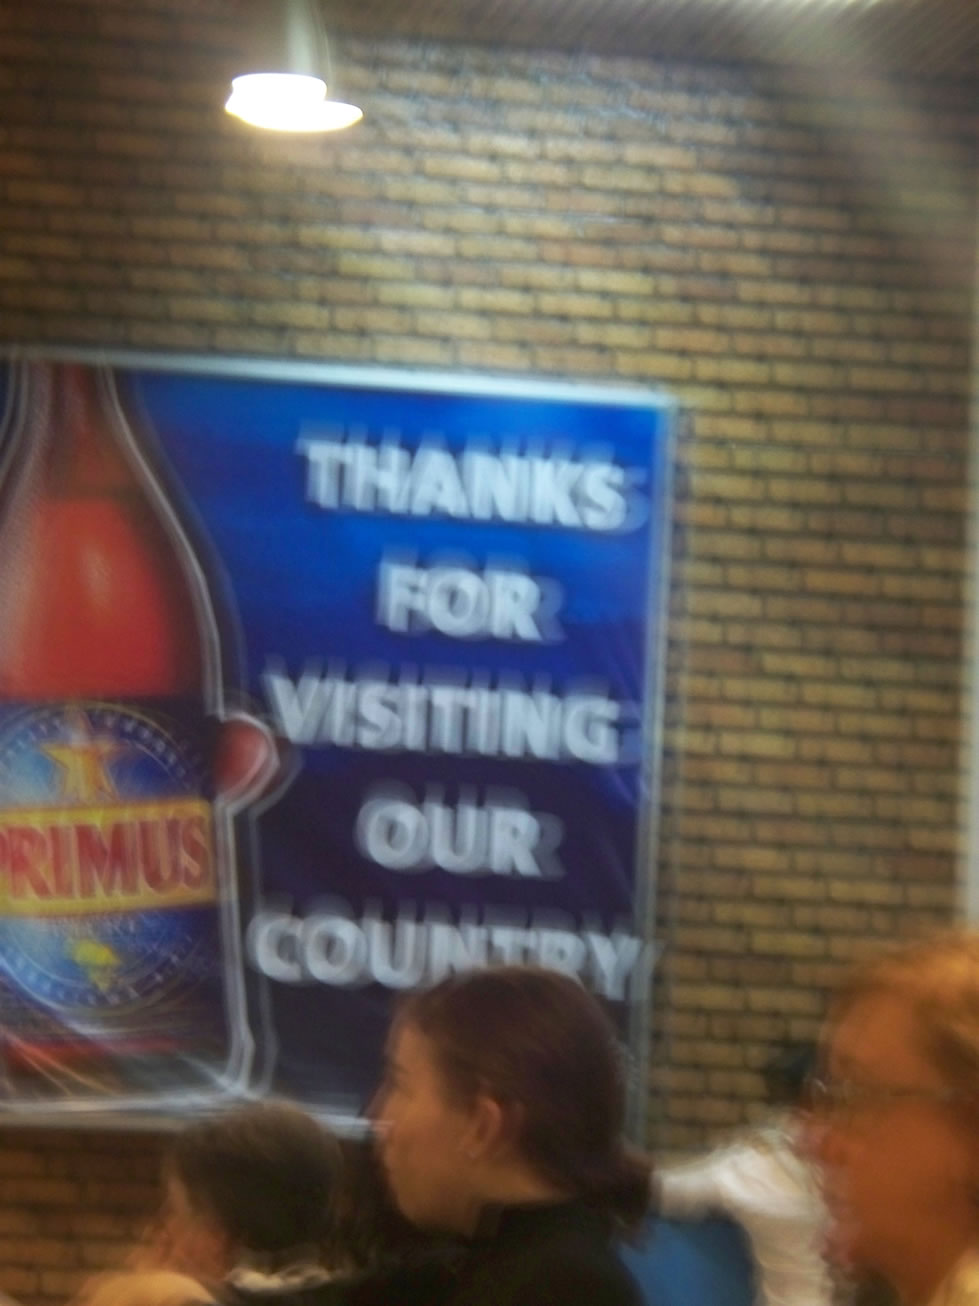 THANKS
FOR
VISITING
OUR
COUNTRY
PRIMUS